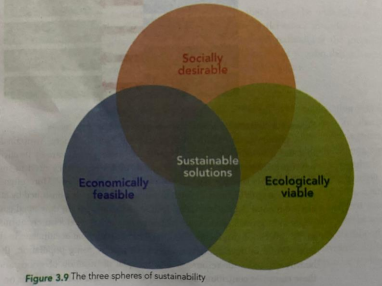 Socially
desirable
Sustainable
solutions
Economically
feasible
Ecologically
viable
Figure 3.9 The three spheres of sustainability